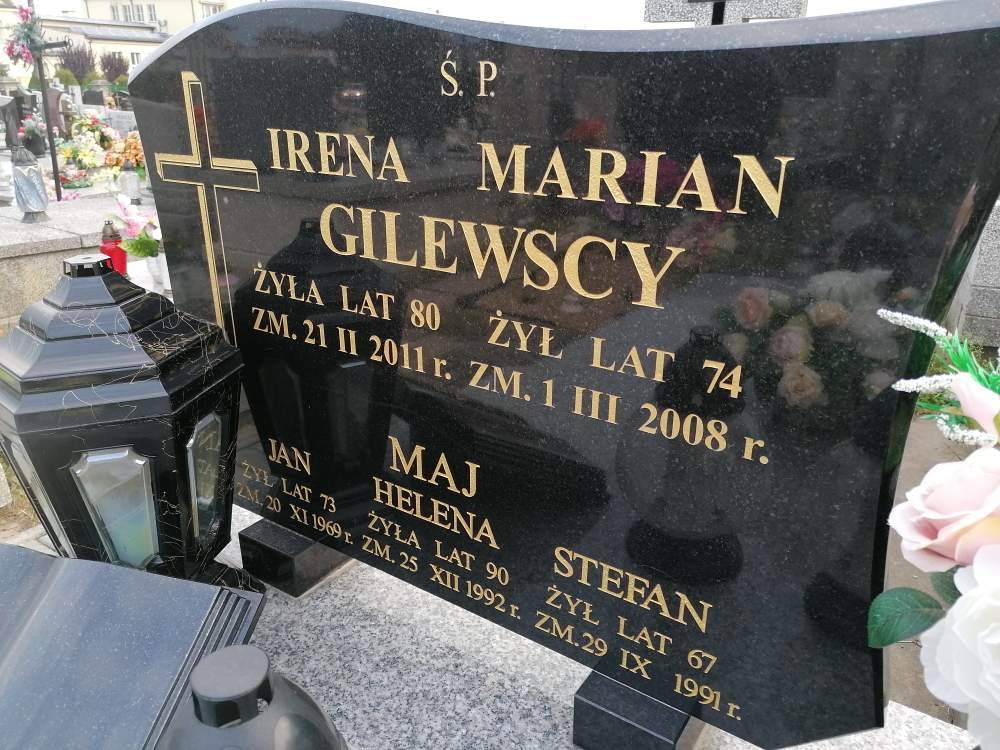 Ś. P.
IRENA MARIAN
GILEWSCY
ŻYŁA LAT 80 ŻYŁ LAT 74
ZM. 21 II 2011 r. ZM. 1 III 2008 r.
MAJ
JAN HELENA STEFAN
ŻYŁ LAT 73 ŻYŁA LAT 90 ŻYŁ LAT 67
ZM. 20 XI 1969 r. ZM. 25 XII 1992 r. ZM. 29 IX 1991 r.